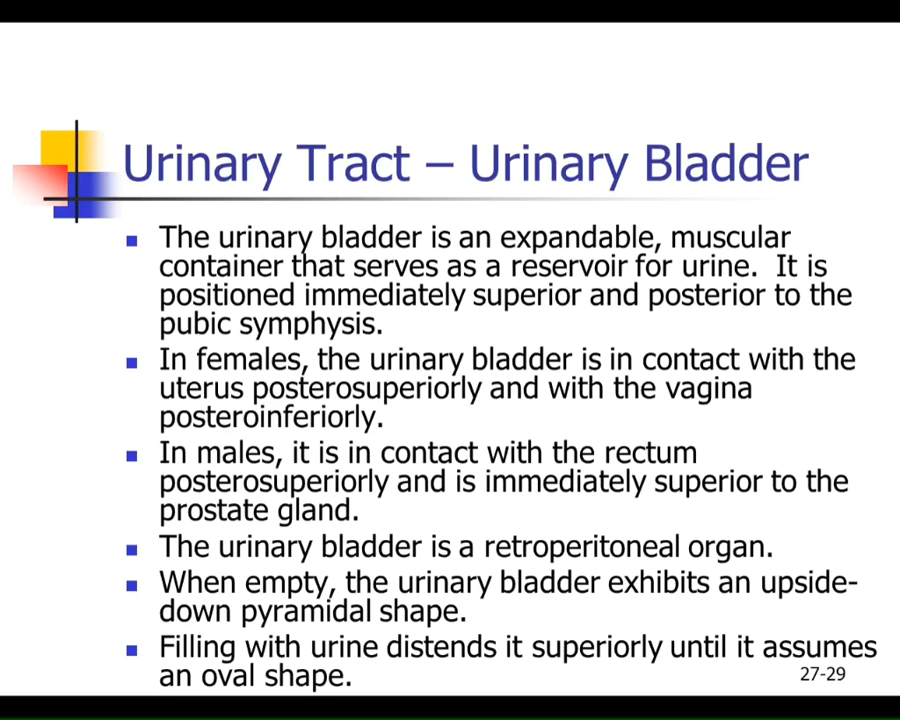 Urinary Tract – Urinary Bladder
The urinary bladder is an expandable, muscular
container that serves as a reservoir for urine.  It is
positioned immediately superior and posterior to the
pubic symphysis.
In females, the urinary bladder is in contact with the
uterus posterosuperiorly and with the vagina
posteroinferiorly.
In males, it is in contact with the rectum
posterosuperiorly and is immediately superior to the
prostate gland.
The urinary bladder is a retroperitoneal organ.
When empty, the urinary bladder exhibits an upside-
down pyramidal shape.
Filling with urine distends it superiorly until it assumes
an oval shape.
27-29